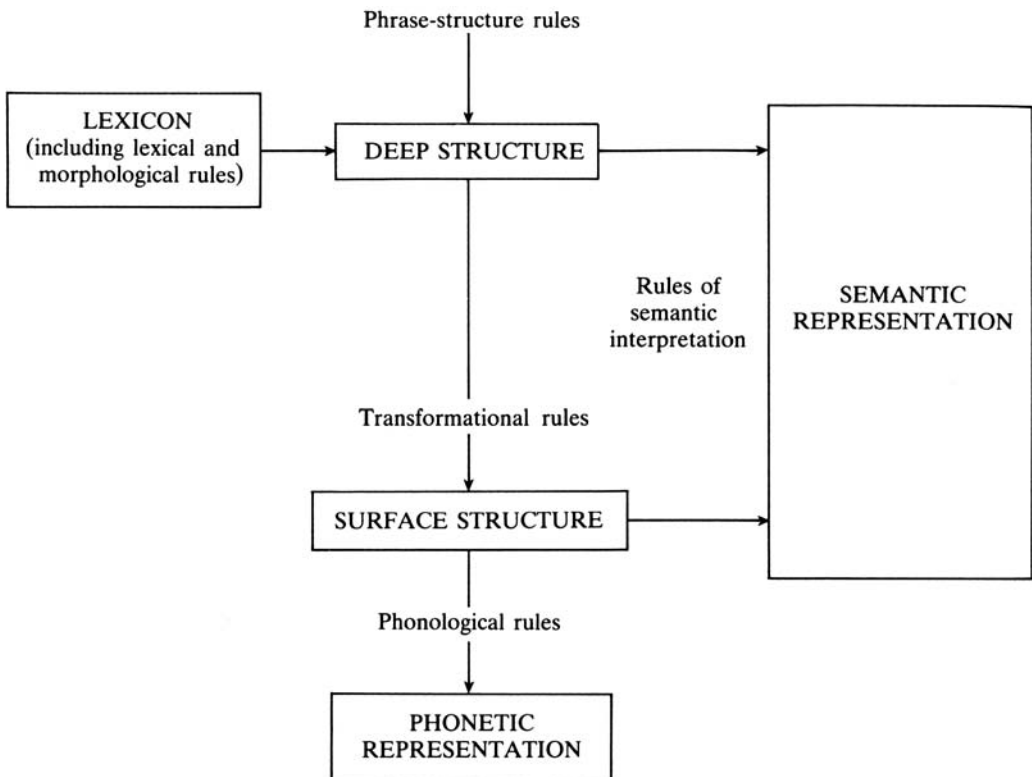 Phrase-structure rules
LEXICON
(including lexical and
morphological rules)
DEEP STRUCTURE
Rules of
semantic
interpretation
SEMANTIC
REPRESENTATION
Transformational rules
SURFACE STRUCTURE
Phonological rules
PHONETIC
REPRESENTATION